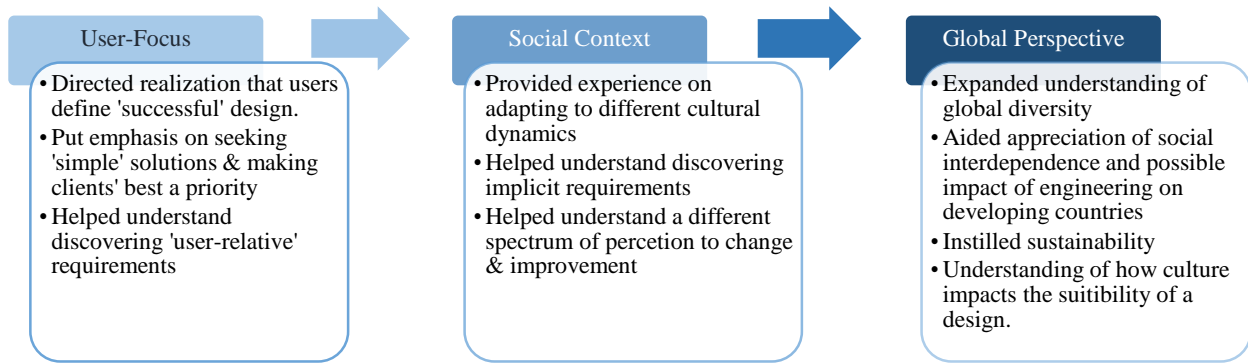 User-Focus
• Directed realization that users
define 'successful' design.
• Put emphasis on seeking
'simple' solutions & making
clients' best a priority
• Helped understand
discovering 'user-relative'
requirements
Social Context
• Provided experience on
adapting to different cultural
dynamics
• Helped understand discovering
implicit requirements
• Helped understand a different
spectrum of percetion to change
& improvement
Global Perspective
• Expanded understanding of
global diversity
• Aided appreciation of social
interdependence and possible
impact of engineering on
developing countries
• Instilled sustainability
• Understanding of how culture
impacts the suitibility of a
design.